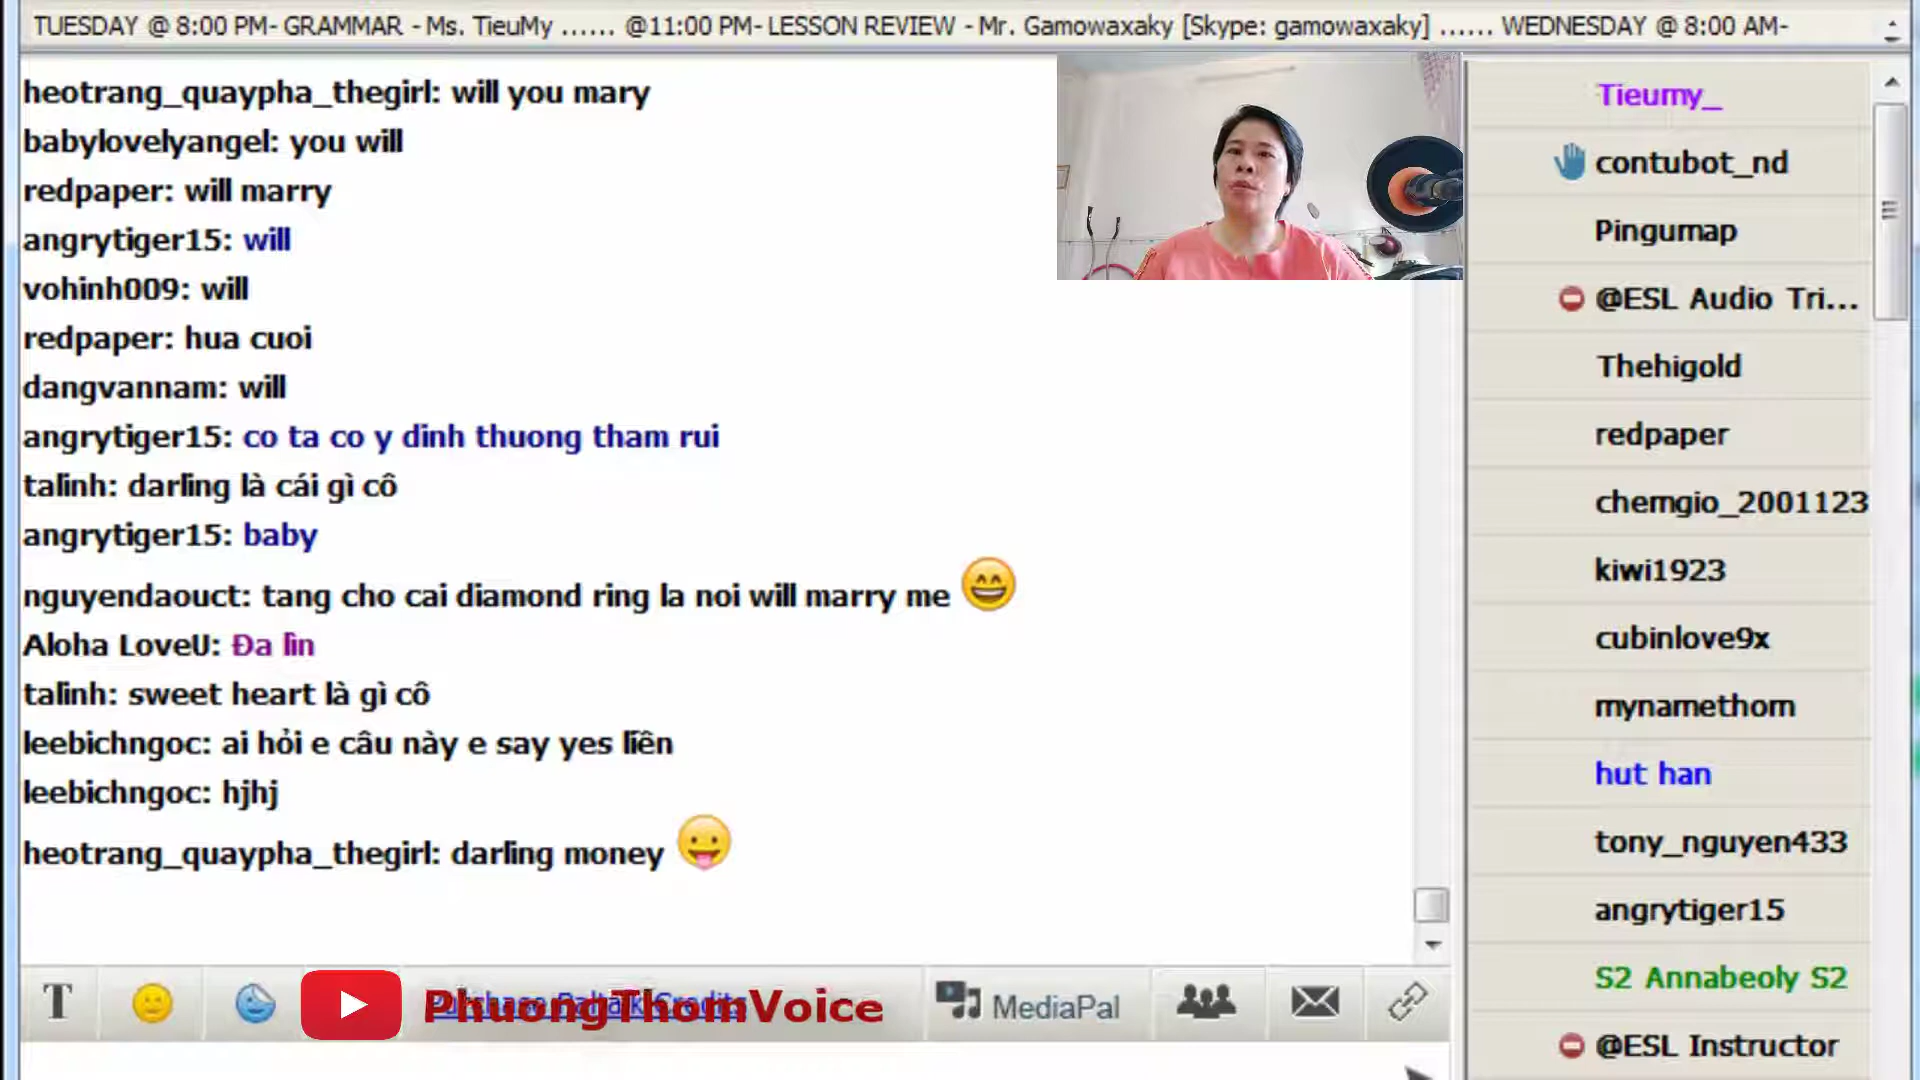 TUESDAY @ 8:00 PM- GRAMMAR - Ms. TieuMy ...... @11:00 PM- LESSON REVIEW - Mr. Gamowaxaky [Skype: gamowaxaky] ...... WEDNESDAY @ 8:00 AM-
heotrang_quaypha_thegirl: will you mary
babylovelyangel: you will
redpaper: will marry
angrytiger15: will
vohinh009: will
redpaper: hua cuoi
dangvannam: will
angrytiger15: co ta co y dinh thuong tham rui
talinh: darling là cái gì cô
angrytiger15: baby
nguyendaouct: tang cho cai diamond ring la noi will marry me
Aloha LoveU: Đa lìn
talinh: sweet heart là gì cô
leebichngoc: ai hỏi e câu này e say yes liền
leebichngoc: hjhj
heotrang_quaypha_thegirl: darling money
Tieumy_
contubot_nd
Pingumap
@ESL Audio Tri...
Thehigold
redpaper
chemgio_2001123
kiwi1923
cubinlove9x
mynamethom
hut han
tony_nguyen433
angrytiger15
S2 Annabeoly S2
@ESL Instructor
T
Purchase Paltalk Credits
PhuongThomVoice
MediaPal